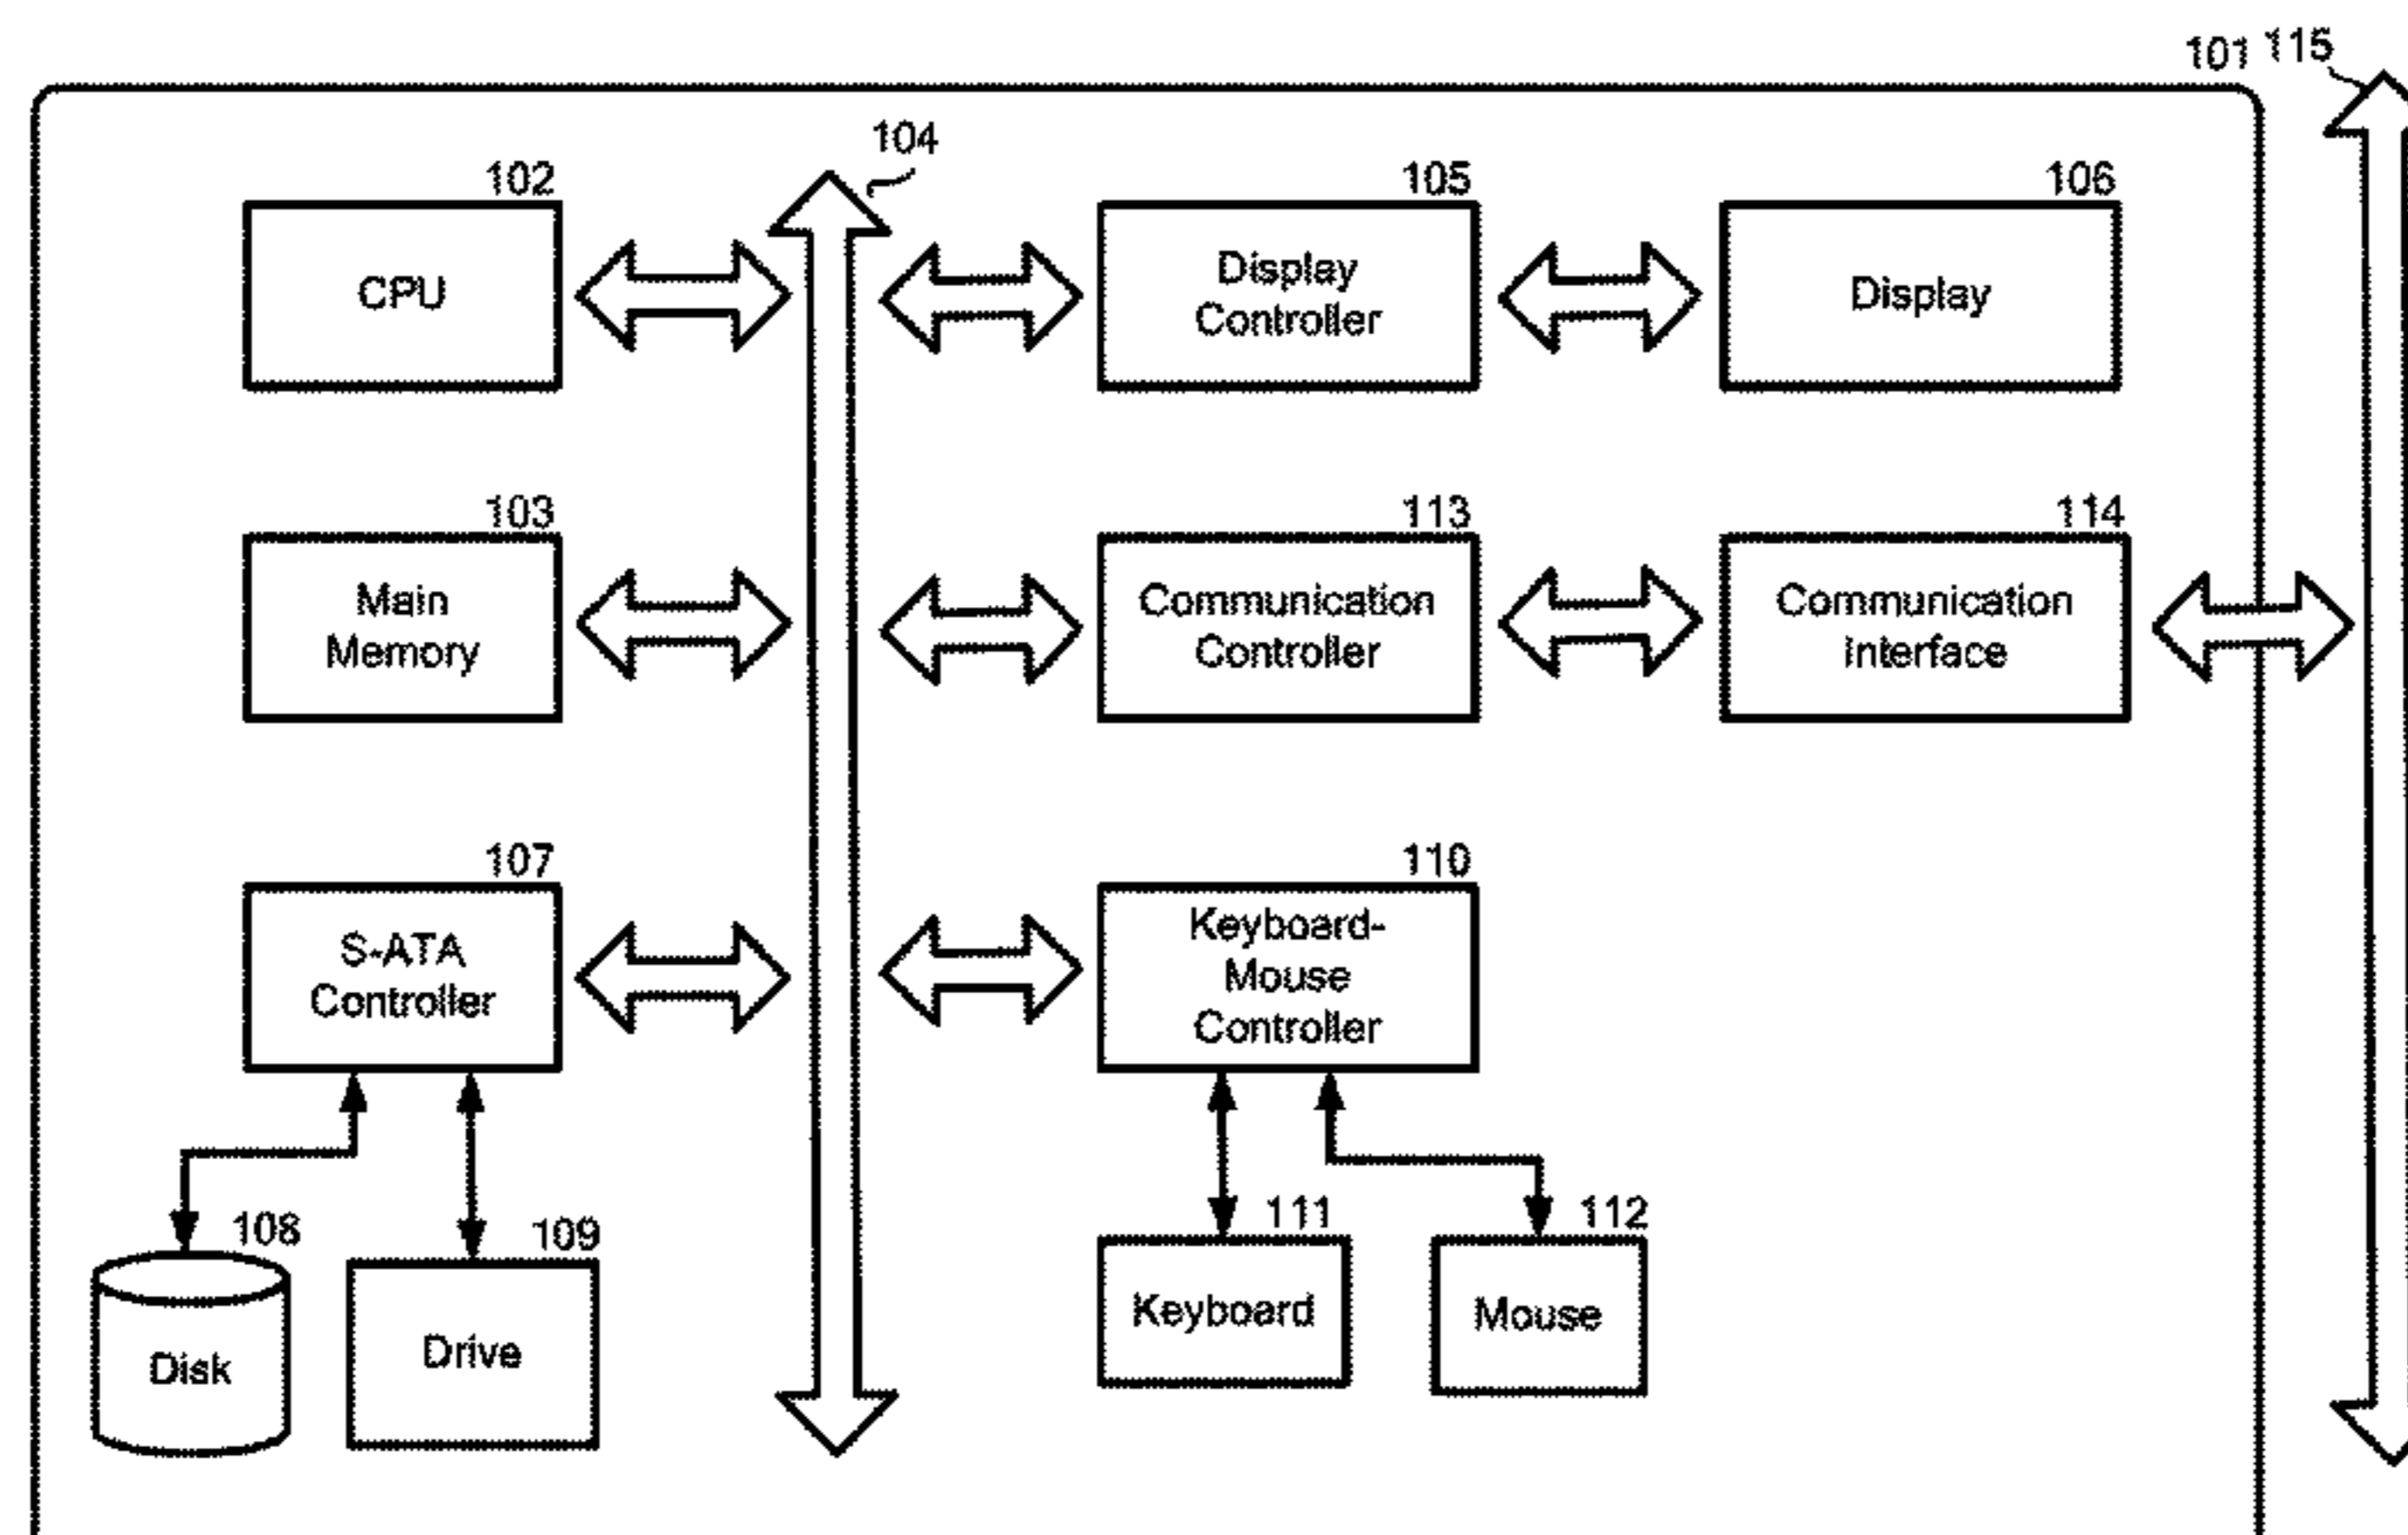 101 115
104
102
105
106
CPU
Display
Controller
Display
103
113
114
Main
Memory
Communication
Controller
Communication
Interface
107
110
S-ATA
Controller
Keyboard-
Mouse
Controller
108
109
111
112
Disk
Drive
Keyboard
Mouse